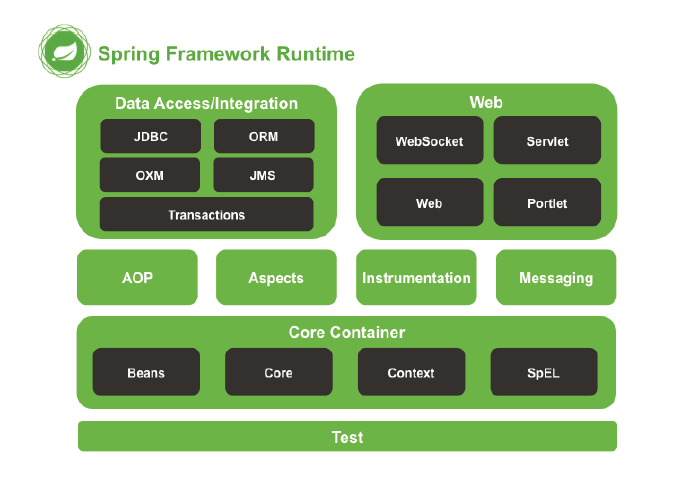 Spring Framework Runtime
Data Access/Integration
JDBC
ORM
OXM
JMS
Transactions
Web
WebSocket
Servlet
Web
Portlet
AOP
Aspects
Instrumentation
Messaging
Core Container
Beans
Core
Context
SpEL
Test